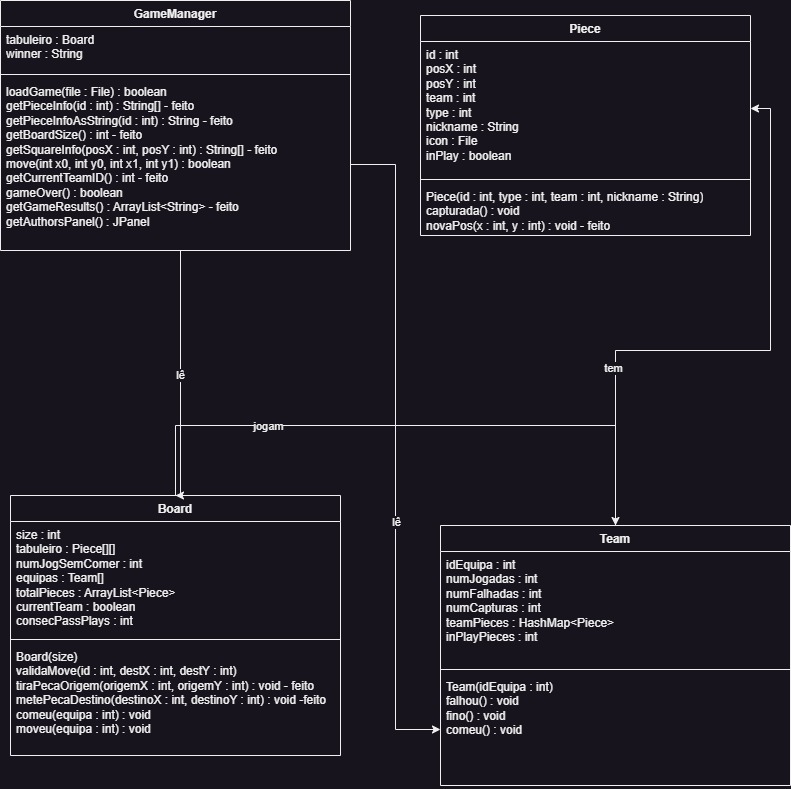 GameManager
tabuleiro : Board
winner : String
loadGame(file : File) : boolean
getPieceInfo(id : int) : String[] - feito
getPieceInfoAsString(id : int) : String - feito
getBoardSize() : int - feito
getSquareInfo(posX : int, posY : int) : String[] - feito
move(int x0, int y0, int x1, int y1) : boolean
getCurrentTeamID() : int - feito
gameOver() : boolean
getGameResults() : ArrayList<String> - feito
getAuthorsPanel() : JPanel
Piece
id : int
posX : int
posY : int
team : int
type : int
nickname : String
icon : File
inPlay : boolean
Piece(id : int, type : int, team : int, nickname : String)
capturada() : void
novaPos(x : int, y : int) : void - feito
lê
tem
jogam
lê
Board
size : int
tabuleiro : Piece[][]
numJogSemComer : int
equipas : Team[]
totalPieces : ArrayList<Piece>
currentTeam : boolean
consecPassPlays : int
Board(size)
validaMove(id : int, destX : int, destY : int)
tiraPecaOrigem(origemX : int, origemY : int) : void - feito
metePecaDestino(destinoX : int, destinoY : int) : void -feito
comeu(equipa : int) : void
moveu(equipa : int) : void
Team
idEquipa : int
numJogadas : int
numFalhadas : int
numCapturas : int
teamPieces : HashMap<Piece>
inPlayPieces : int
Team(idEquipa : int)
falhou() : void
fino() : void
comeu() : void